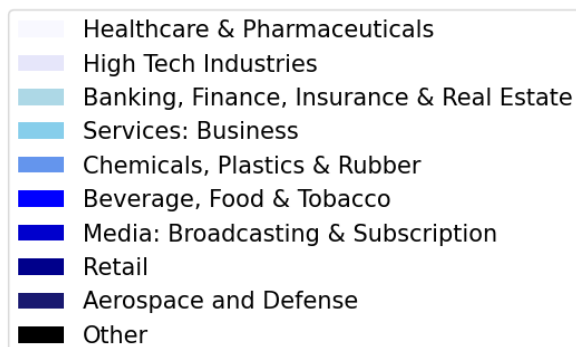 Healthcare & Pharmaceuticals
High Tech Industries
Banking, Finance, Insurance & Real Estate
Services: Business
Chemicals, Plastics & Rubber
Beverage, Food & Tobacco
Media: Broadcasting & Subscription
Retail
Aerospace and Defense
Other